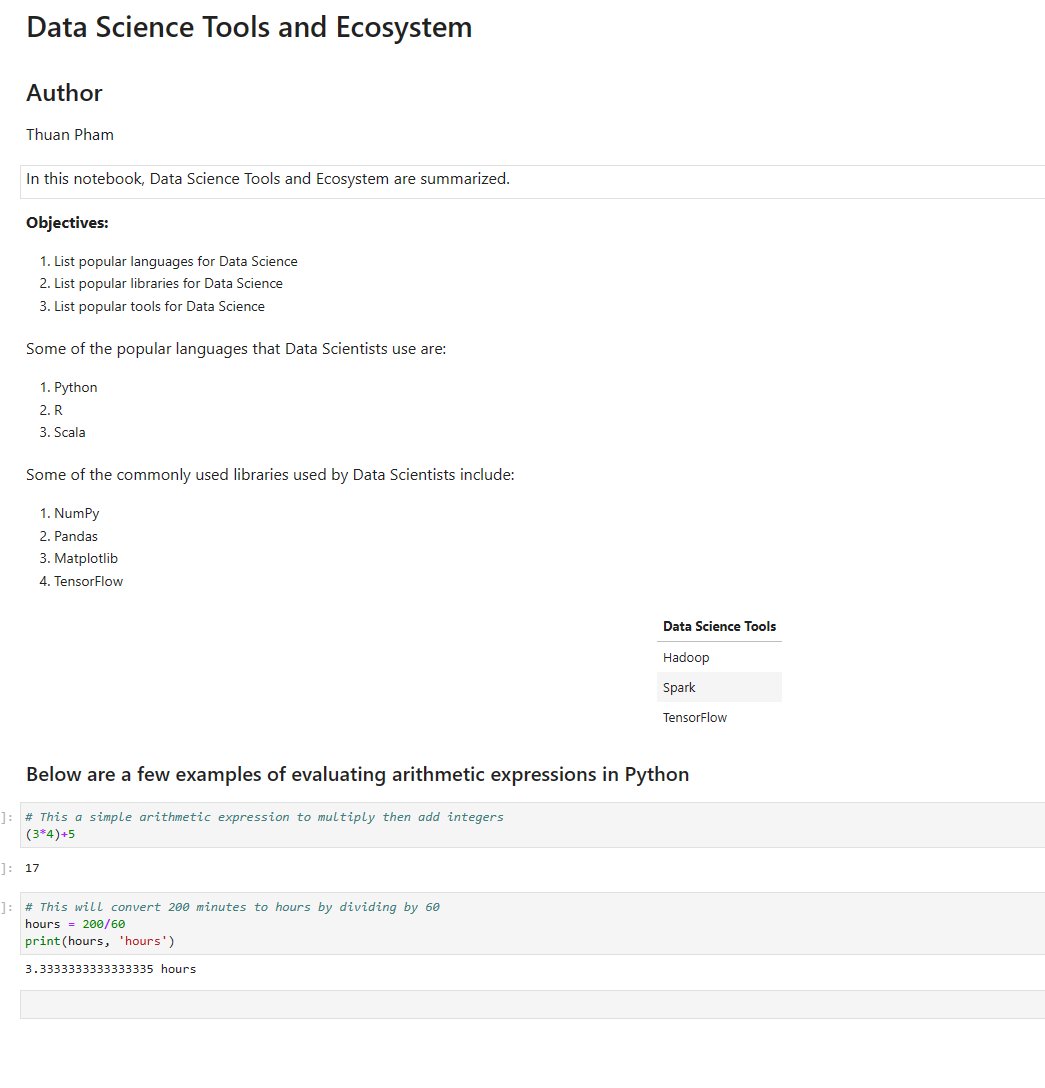 Data Science Tools and Ecosystem
Author
Thuan Pham
In this notebook, Data Science Tools and Ecosystem are summarized.
Objectives:
1. List popular languages for Data Science
2. List popular libraries for Data Science
3. List popular tools for Data Science
Some of the popular languages that Data Scientists use are:
1. Python
2. R
3. Scala
Some of the commonly used libraries used by Data Scientists include:
1. NumPy
2. Pandas
3. Matplotlib
4. TensorFlow
Data Science Tools
Hadoop
Spark
TensorFlow
Below are a few examples of evaluating arithmetic expressions in Python
]: # This a simple arithmetic expression to multiply then add integers
(3*4)+5
]: 17
]: # This will convert 200 minutes to hours by dividing by 60
hours = 200/60
print(hours, 'hours')
3.3333333333333335 hours